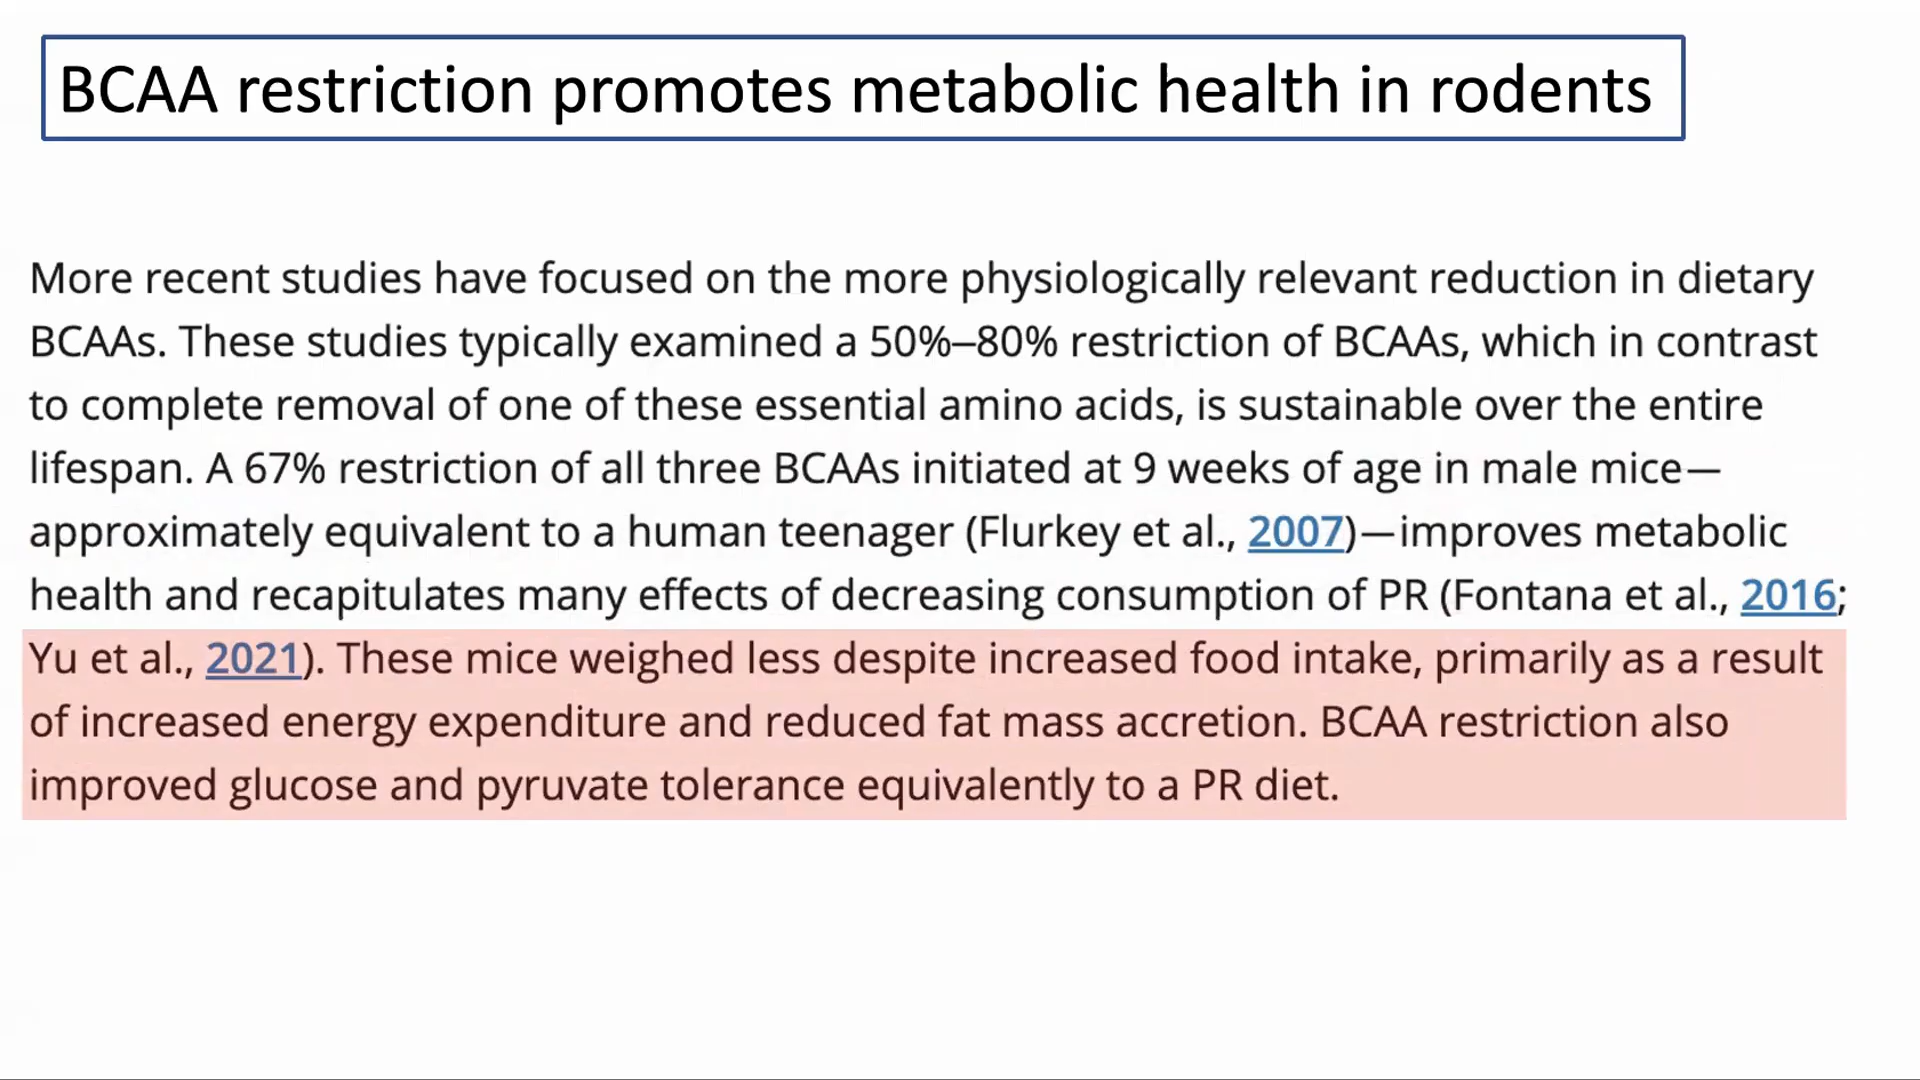 BCAA restriction promotes metabolic health in rodents
More recent studies have focused on the more physiologically relevant reduction in dietary
BCAAs. These studies typically examined a 50%–80% restriction of BCAAs, which in contrast
to complete removal of one of these essential amino acids, is sustainable over the entire
lifespan. A 67% restriction of all three BCAAs initiated at 9 weeks of age in male mice—
approximately equivalent to a human teenager (Flurkey et al., 2007)—improves metabolic
health and recapitulates many effects of decreasing consumption of PR (Fontana et al., 2016;
Yu et al., 2021). These mice weighed less despite increased food intake, primarily as a result
of increased energy expenditure and reduced fat mass accretion. BCAA restriction also
improved glucose and pyruvate tolerance equivalently to a PR diet.